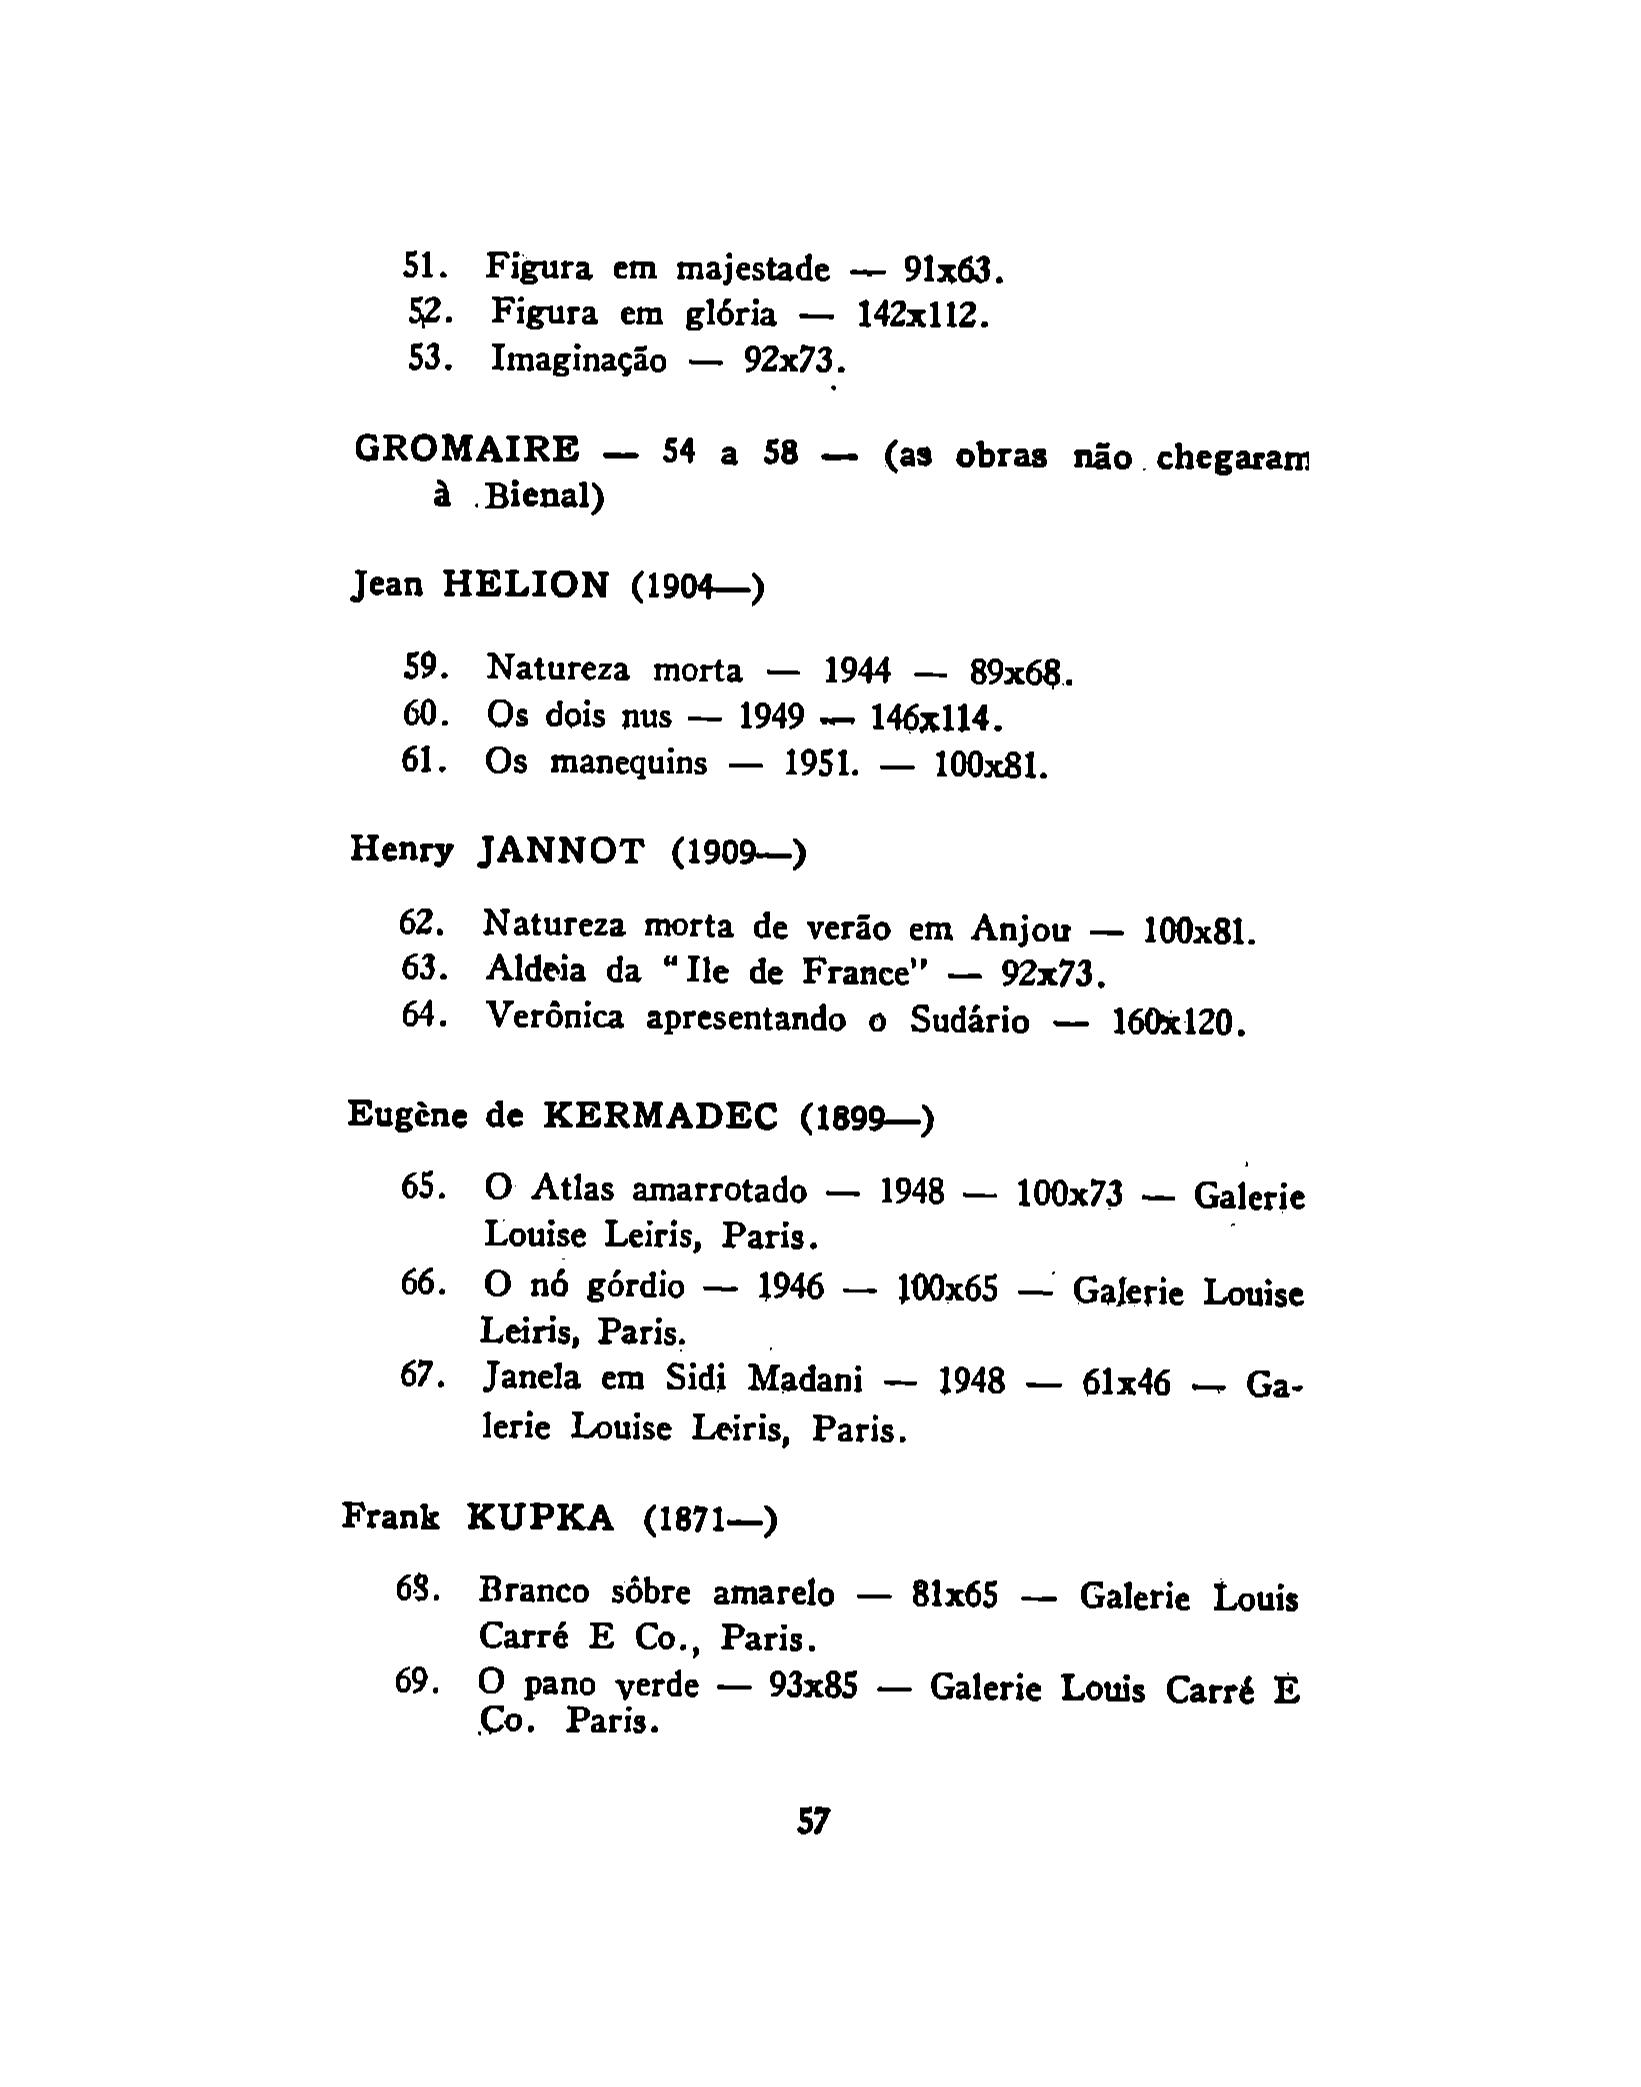 51. Figura em majestade — 91x63.
52. Figura em glória — 142x112.
53. Imaginação — 92x73.
GROMAIRE — 54 a 58 — (as obras não chegaram
à Bienal)
Jean HELION (1904—)
59. Natureza morta — 1944 — 89x68.
60. Os dois nus — 1949 — 146x114.
61. Os manequins — 1951. — 100x81.
Henry JANNOT (1909—)
62. Natureza morta de verão em Anjou — 100x81.
63. Aldeia da "Ile de France" — 92x73.
64. Verônica apresentando o Sudário — 160x120.
Eugène de KERMADEC (1899—)
65. O Atlas amarrotado — 1948 — 100x73 — Galerie
Louise Leiris, Paris.
66. O nó górdio — 1946 — 100x65 — Galerie Louise
Leiris, Paris.
67. Janela em Sidi Madani — 1948 — 61x46 — Ga-
lerie Louise Leiris, Paris.
Frank KUPKA (1871—)
68. Branco sôbre amarelo — 81x65 — Galerie Louis
Carré E Co., Paris.
69. O pano verde — 93x85 — Galerie Louis Carré E
Co. Paris.
57